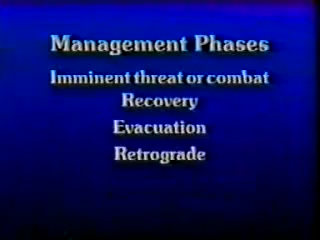 Management Phases
Imminent threat or combat
Recovery
Evacuation
Retrograde